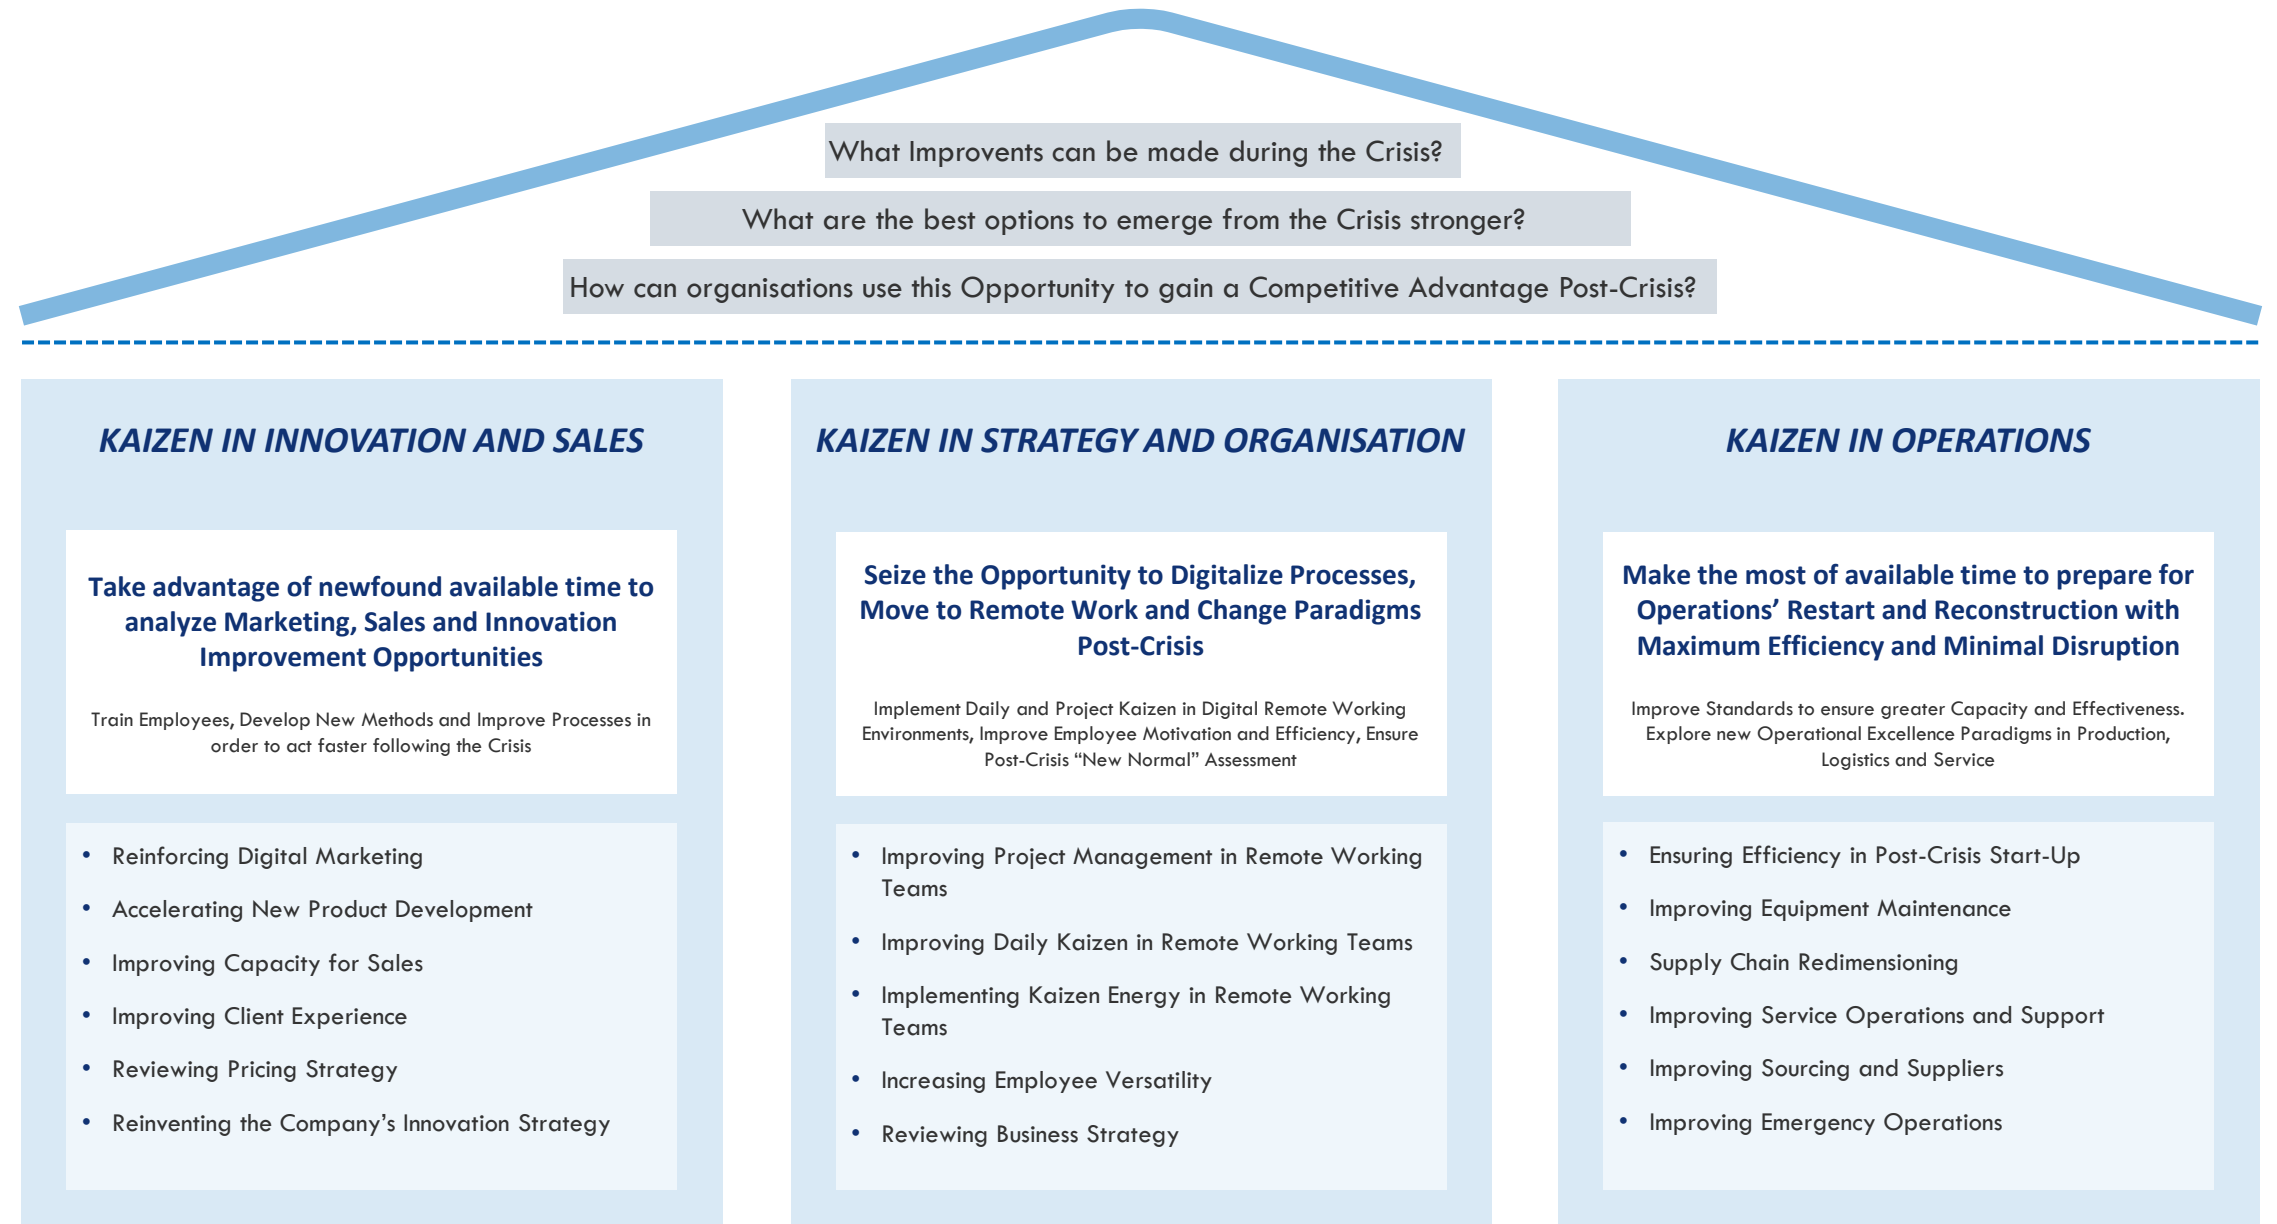 What Improvents can be made during the Crisis?
What are the best options to emerge from the Crisis stronger?
How can organisations use this Opportunity to gain a Competitive Advantage Post-Crisis?
KAIZEN IN INNOVATION AND SALES
Take advantage of newfound available time to
analyze Marketing, Sales and Innovation
Improvement Opportunities
Train Employees, Develop New Methods and Improve Processes in
order to act faster following the Crisis
• Reinforcing Digital Marketing
• Accelerating New Product Development
• Improving Capacity for Sales
• Improving Client Experience
• Reviewing Pricing Strategy
• Reinventing the Company’s Innovation Strategy
KAIZEN IN STRATEGY AND ORGANISATION
Seize the Opportunity to Digitalize Processes,
Move to Remote Work and Change Paradigms
Post-Crisis
Implement Daily and Project Kaizen in Digital Remote Working
Environments, Improve Employee Motivation and Efficiency, Ensure
Post-Crisis “New Normal” Assessment
• Improving Project Management in Remote Working
Teams
• Improving Daily Kaizen in Remote Working Teams
• Implementing Kaizen Energy in Remote Working
Teams
• Increasing Employee Versatility
• Reviewing Business Strategy
KAIZEN IN OPERATIONS
Make the most of available time to prepare for
Operations’ Restart and Reconstruction with
Maximum Efficiency and Minimal Disruption
Improve Standards to ensure greater Capacity and Effectiveness.
Explore new Operational Excellence Paradigms in Production,
Logistics and Service
• Ensuring Efficiency in Post-Crisis Start-Up
• Improving Equipment Maintenance
• Supply Chain Redimensioning
• Improving Service Operations and Support
• Improving Sourcing and Suppliers
• Improving Emergency Operations